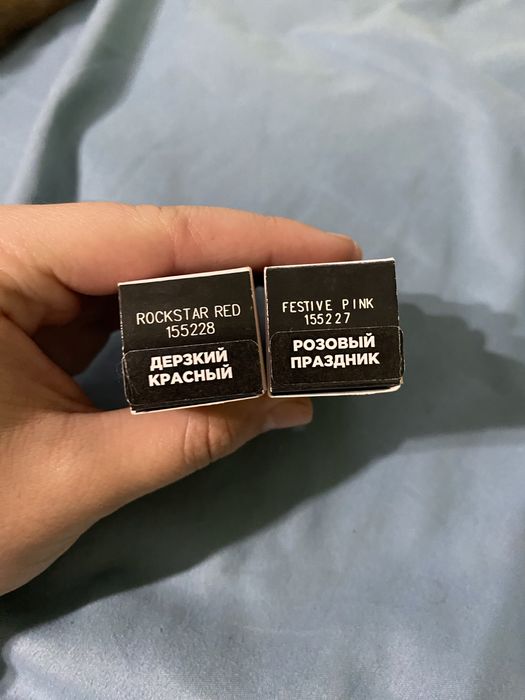 ROCKSTAR RED
155228
ДЕРЗКИЙ
КРАСНЫЙ
FESTIVE PINK
155227
РОЗОВЫЙ
ПРАЗДНИК